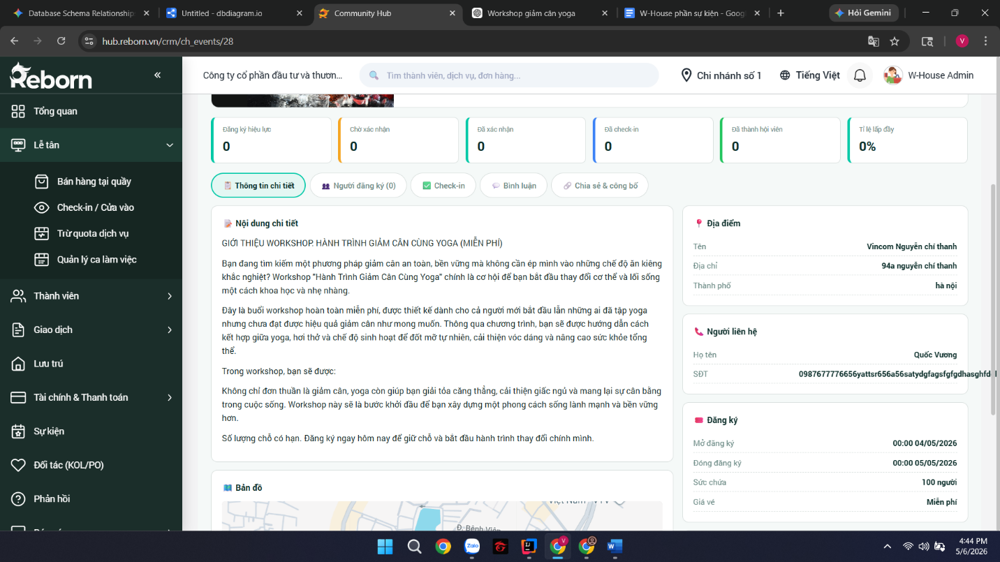 Database Schema Relationship
Untitled - dbdiagram.io
Community Hub
Workshop giảm cân yoga
W-House phần sự kiện - Goog
Hỏi Gemini
hub.reborn.vn/crm/ch_events/28
V
Reborn
Công ty cổ phần đầu tư và thươn...
Tìm thành viên, dịch vụ, đơn hàng...
Chi nhánh số 1
Tiếng Việt
W-House Admin
Tổng quan
Lễ tân
Bán hàng tại quầy
Check-in / Cửa vào
Trừ quota dịch vụ
Quản lý ca làm việc
Thành viên
Giao dịch
Lưu trú
Tài chính & Thanh toán
Sự kiện
Đối tác (KOL/PO)
Phản hồi
Đăng ký hiệu lực
0
Chờ xác nhận
0
Đã xác nhận
0
Đã check-in
0
Đã thành hội viên
0
Tỉ lệ lấp đầy
0%
Thông tin chi tiết
Người đăng ký (0)
Check-in
Bình luận
Chia sẻ & công bố
Nội dung chi tiết
GIỚI THIỆU WORKSHOP: HÀNH TRÌNH GIẢM CÂN CÙNG YOGA (MIỄN PHÍ)
Bạn đang tìm kiếm một phương pháp giảm cân an toàn, bền vững mà không cần ép mình vào những chế độ ăn kiêng
khắc nghiệt? Workshop "Hành Trình Giảm Cân Cùng Yoga" chính là cơ hội để bạn bắt đầu thay đổi cơ thể và lối sống
một cách khoa học và nhẹ nhàng.
Đây là buổi workshop hoàn toàn miễn phí, được thiết kế dành cho cả người mới bắt đầu lẫn những ai đã tập yoga
nhưng chưa đạt được hiệu quả giảm cân như mong muốn. Thông qua chương trình, bạn sẽ được hướng dẫn cách
kết hợp giữa yoga, hơi thở và chế độ sinh hoạt để đốt mỡ tự nhiên, cải thiện vóc dáng và nâng cao sức khỏe tổng
thể.
Trong workshop, bạn sẽ được:
Không chỉ đơn thuần là giảm cân, yoga còn giúp bạn giải tỏa căng thẳng, cải thiện giấc ngủ và mang lại sự cân bằng
trong cuộc sống. Workshop này sẽ là bước khởi đầu để bạn xây dựng một phong cách sống lành mạnh và bền vững
hơn.
Số lượng chỗ có hạn. Đăng ký ngay hôm nay để giữ chỗ và bắt đầu hành trình thay đổi chính mình.
Bản đồ
Đ. Bệnh Viện
Địa điểm
Tên
Vincom Nguyễn chí thanh
Địa chỉ
94a nguyễn chí thanh
Thành phố
hà nội
Người liên hệ
Họ tên
Quốc Vương
SĐT
0987677776656yattsr656a56satydgfagsfgfgdhasghfd
Đăng ký
Mở đăng ký
00:00 04/05/2026
Đóng đăng ký
00:00 05/05/2026
Sức chứa
100 người
Giá vé
Miễn phí
Zalo
4:44 PM
5/6/2026